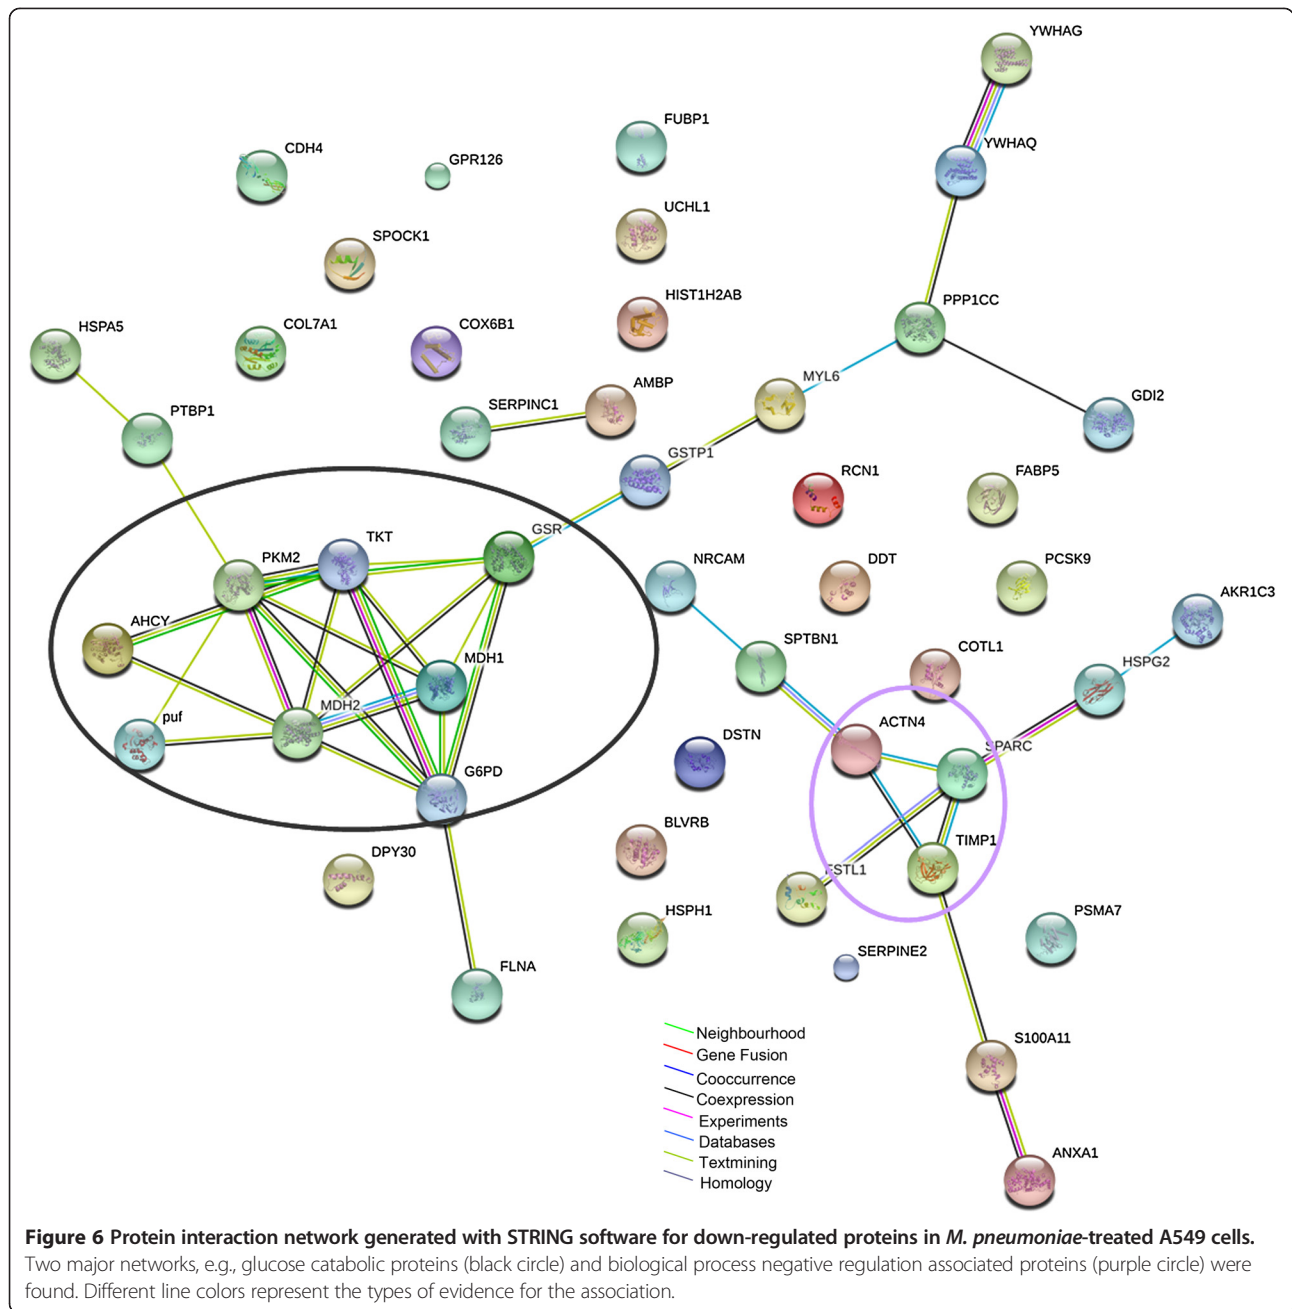 YWHAG
FUBP1
CDH4
GPR126
YWHAQ
UCHL1
SPOCK1
HIST1H2AB
PPP1CC
HSPA5
COL7A1
COX6B1
MYL6
AMBP
SERPINC1
GDI2
PTBP1
GSTP1
RCN1
FABP5
GSR
TKT
PKM2
NRCAM
DDT
PCSK9
AKR1C3
AHCY
SPTBN1
COTL1
HSPG2
MDH1
MDH2
puf
ACTN4
DSTN
SPARC
G6PD
BLVRB
TIMP1
DPY30
FSTL1
HSPH1
PSMA7
SERPINE2
FLNA
Neighbourhood
Gene Fusion
Cooccurrence
Coexpression
Experiments
Databases
Textmining
Homology
S100A11
ANXA1
Figure 6 Protein interaction network generated with STRING software for down-regulated proteins in M. pneumoniae-treated A549 cells.
Two major networks, e.g., glucose catabolic proteins (black circle) and biological process negative regulation associated proteins (purple circle) were
found. Different line colors represent the types of evidence for the association.